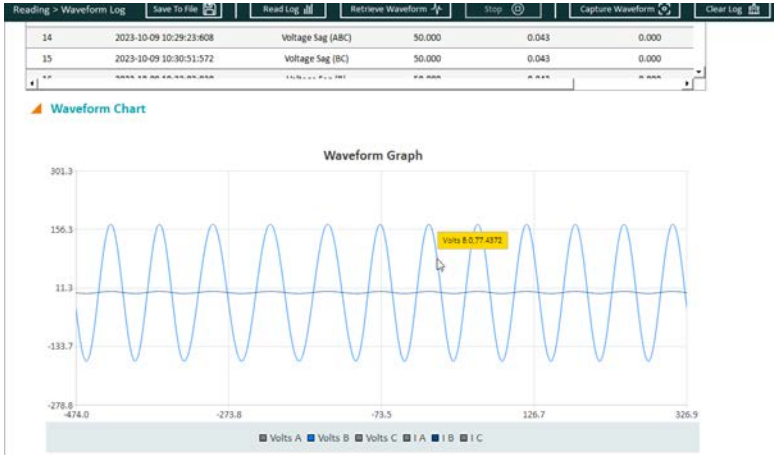 Reading > Waveform Log Save To File Read Log Retrieve Waveform Stop Capture Waveform Clear Log
14 2023-10-09 10:29:23:608 Voltage Sag (ABC) 50.000 0.043 0.000
15 2023-10-09 10:30:51:572 Voltage Sag (BC) 50.000 0.043 0.000
Waveform Chart
Waveform Graph
301.3
156.3
Volts B:0,77.4372
11.3
-133.7
-278.8
-474.0 -273.8 -73.5 126.7 326.9
Volts A Volts B Volts C I A I B I C